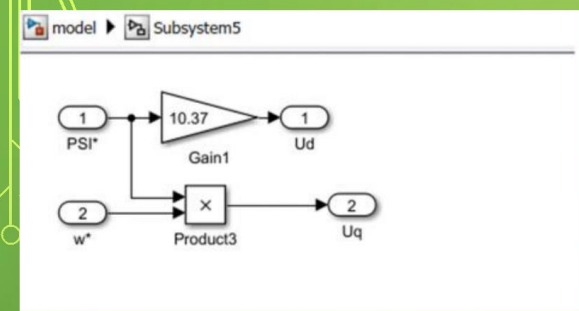 model Subsystem5
1 10.37 1
PSI* Gain1 Ud
2 × 2
w* Product3 Uq